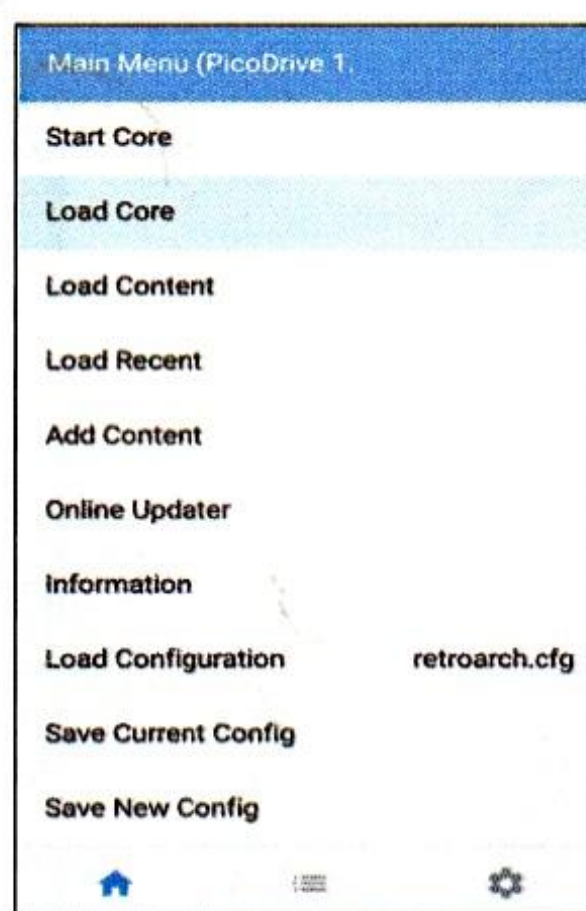 Main Menu (PicoDrive 1.
Start Core
Load Core
Load Content
Load Recent
Add Content
Online Updater
Information
Load Configuration retroarch.cfg
Save Current Config
Save New Config